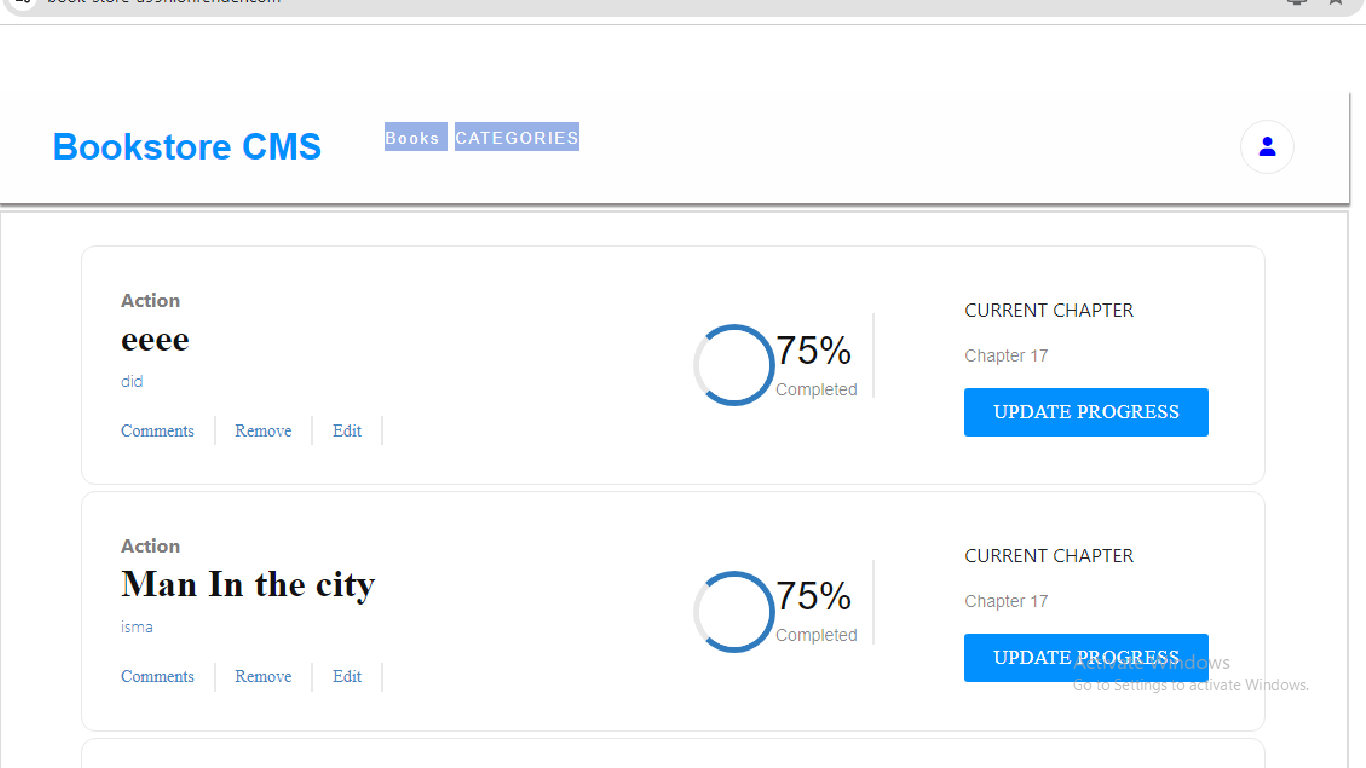 Bookstore CMS
Books CATEGORIES
Action
eeee
did
Comments Remove Edit
75%
Completed
CURRENT CHAPTER
Chapter 17
UPDATE PROGRESS
Action
Man In the city
isma
Comments Remove Edit
75%
Completed
CURRENT CHAPTER
Chapter 17
UPDATE PROGRESS
Activate Windows
Go to Settings to activate Windows.